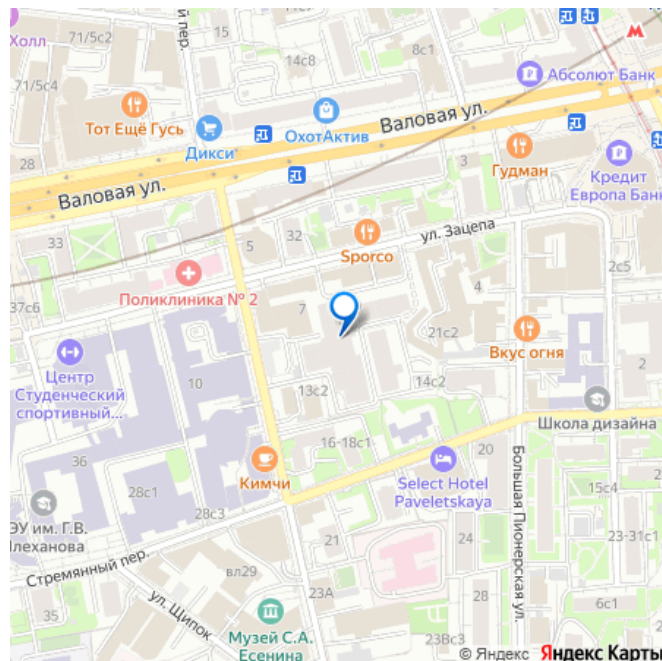 Холл
71/5с2
71/5с4
ий пер.
14с8
8с1
Абсолют Банк
Тот Ещё Гусь
Дикси
ОхотАктив
Валовая ул.
28
Гудман
Кредит
Европа Банк
Валовая ул.
33
5
32
Sporco
ул. Зацепа
2с5
Поликлиника № 2
37с6
7
4
21с2
Вкус огня
Центр
Студенческий
спортивный...
10
13с2
14с2
2
Школа дизайна
36
16-18с1
20
Кимчи
Select Hotel
Paveletskaya
28с1
28с3
Большая Пионерская ул.
15с4
ЭУ им. Г.В.
Плеханова
21
24
23-31с1
Стремянный пер.
вл29
35
ул. Щипок
23А
6с1
Музей С.А.
Есенина
23Вс3
© Яндекс Яндекс Карты